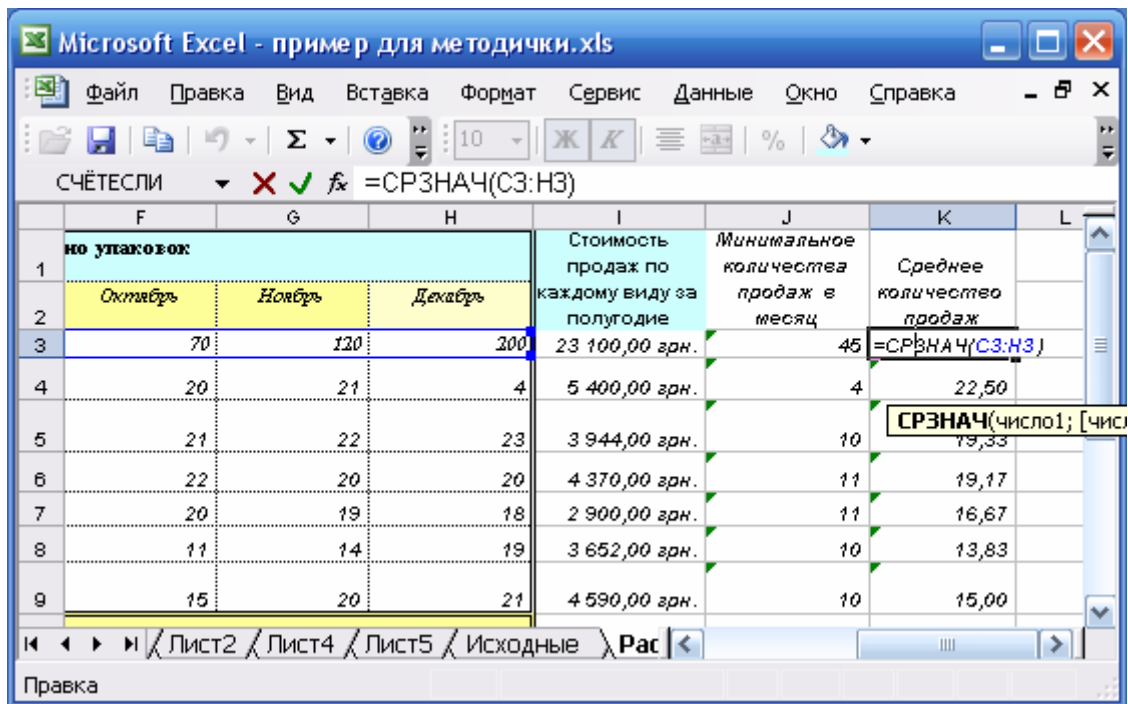 Microsoft Excel - пример для методички.xls
Файл Правка Вид Вставка Формат Сервис Данные Окно Справка
Σ 10 Ж К %
СЧЁТЕСЛИ fx =СРЗНАЧ(C3:H3)
F G H I J K L
1 но упаковок Стоимость продаж по каждому виду за полугодие Минимальное количества продаж в месяц Среднее количество продаж
2 Октябрь Ноябрь Декабрь
3 70 120 200 23 100,00 грн. 45 =СРЗНАЧ(C3:H3)
4 20 21 4 5 400,00 грн. 4 22,50
СРЗНАЧ(число1;
5 21 22 23 3 944,00 грн. 10 19,33
6 22 20 20 4 370,00 грн. 11 19,17
7 20 19 18 2 900,00 грн. 11 16,67
8 11 14 19 3 652,00 грн. 10 13,83
9 15 20 21 4 590,00 грн. 10 15,00
Лист2 Лист4 Лист5 Исходные Рас
Правка